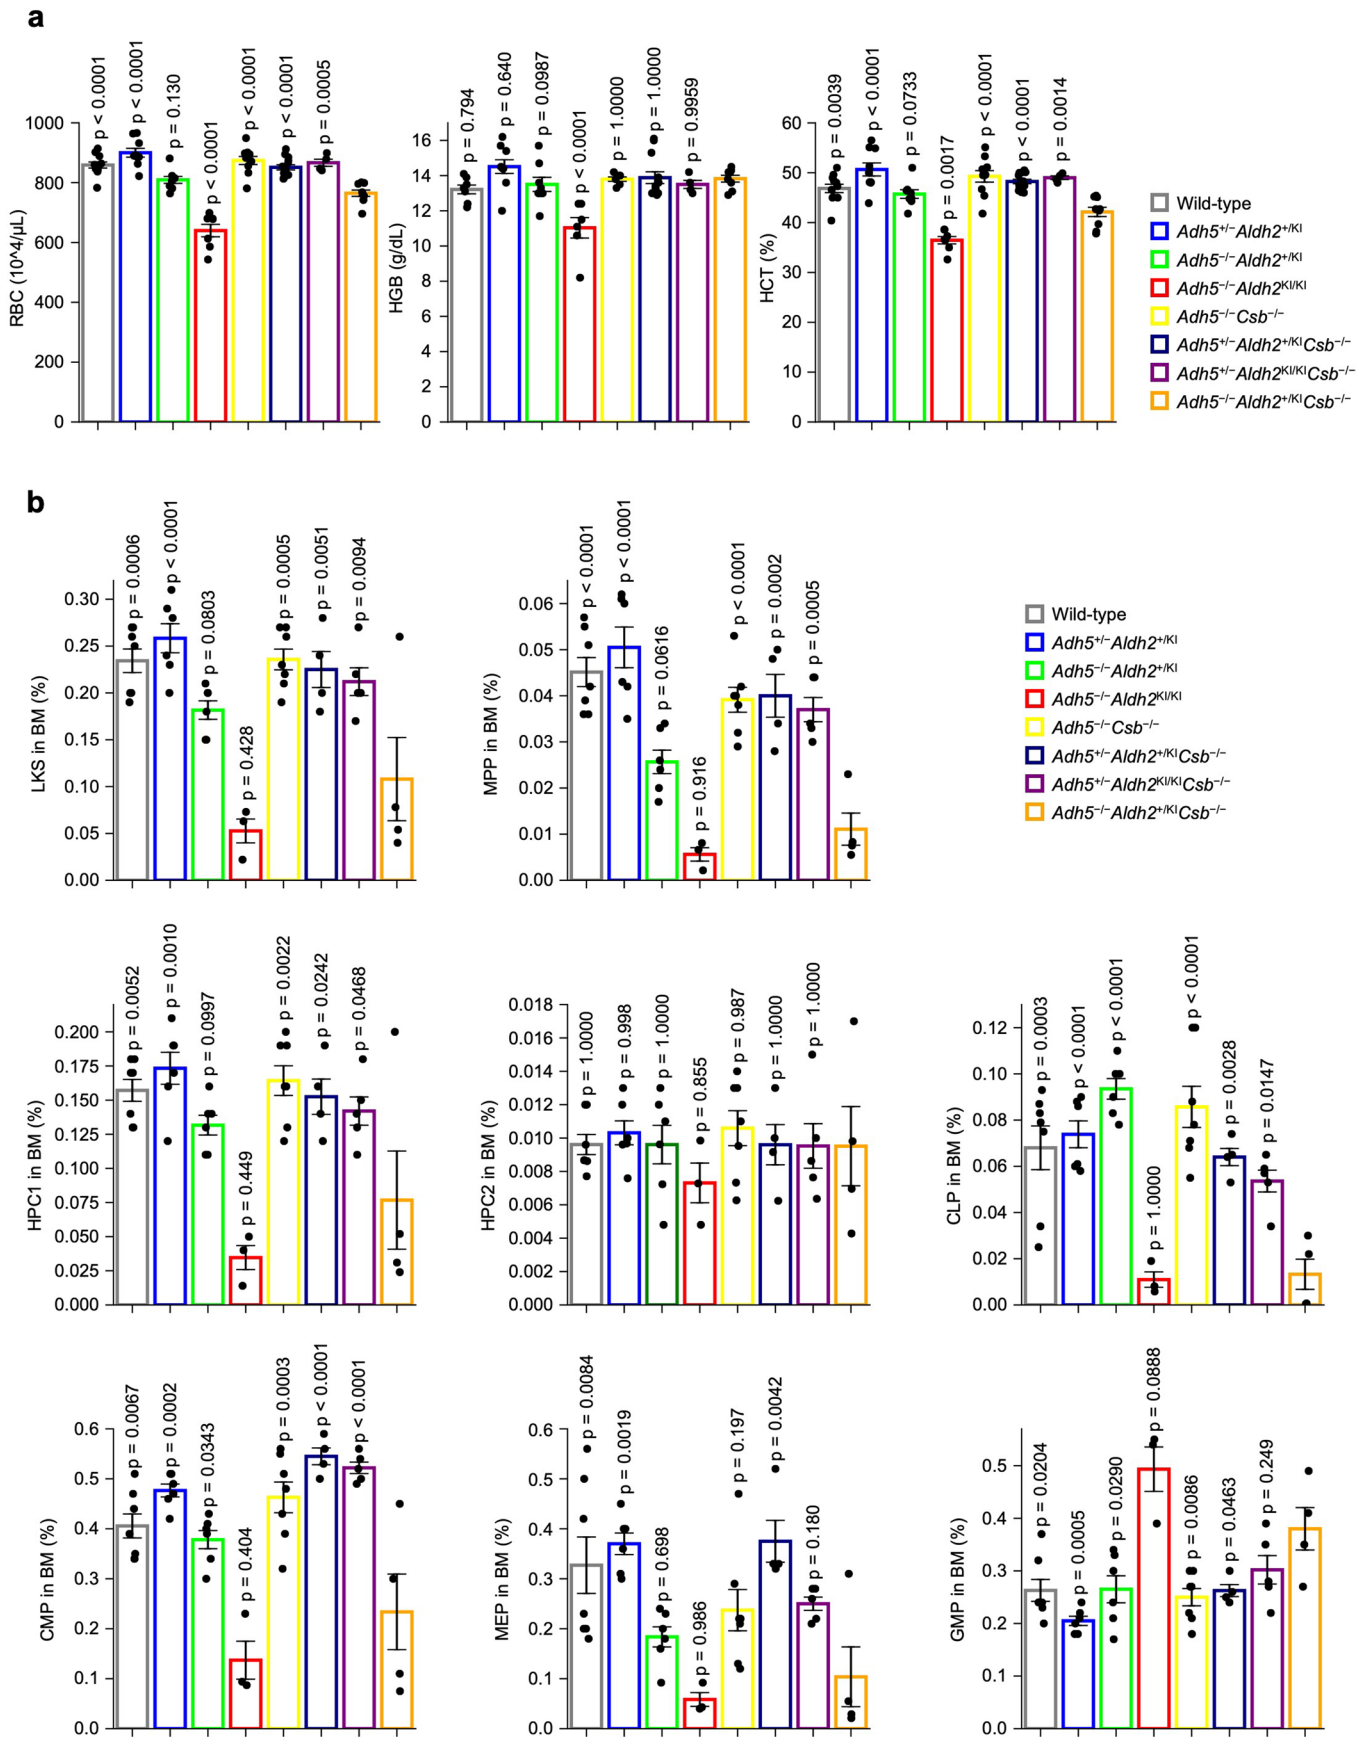 a
p < 0.0001
p < 0.0001
p = 0.130
p < 0.0001
p < 0.0001
p < 0.0001
p = 0.0005
1000
800
600
400
200
0
RBC (10^4/μL)
p = 0.794
p = 0.640
p = 0.0987
p < 0.0001
p = 1.0000
p = 1.0000
p = 0.9959
16
14
12
10
8
6
4
2
0
HGB (g/dL)
p = 0.0039
p < 0.0001
p = 0.0733
p = 0.0017
p < 0.0001
p < 0.0001
p = 0.0014
60
50
40
30
20
10
0
HCT (%)
Wild-type
Adh5+/−Aldh2+/KI
Adh5−/−Aldh2+/KI
Adh5−/−Aldh2KI/KI
Adh5−/−Csb−/−
Adh5+/−Aldh2+/KICsb−/−
Adh5+/−Aldh2KI/KICsb−/−
Adh5−/−Aldh2+/KICsb−/−
b
p = 0.0006
p < 0.0001
p = 0.0803
p = 0.428
p = 0.0005
p = 0.0051
p = 0.0094
0.30
0.25
0.20
0.15
0.10
0.05
0.00
LKS in BM (%)
p < 0.0001
p < 0.0001
p = 0.0616
p = 0.916
p < 0.0001
p = 0.0002
p = 0.0005
0.06
0.05
0.04
0.03
0.02
0.01
0.00
MPP in BM (%)
Wild-type
Adh5+/−Aldh2+/KI
Adh5−/−Aldh2+/KI
Adh5−/−Aldh2KI/KI
Adh5−/−Csb−/−
Adh5+/−Aldh2+/KICsb−/−
Adh5+/−Aldh2KI/KICsb−/−
Adh5−/−Aldh2+/KICsb−/−
p = 0.0052
p = 0.0010
p = 0.0997
p = 0.449
p = 0.0022
p = 0.0242
p = 0.0468
0.200
0.175
0.150
0.125
0.100
0.075
0.050
0.025
0.000
HPC1 in BM (%)
p = 1.0000
p = 0.998
p = 1.0000
p = 0.855
p = 0.987
p = 1.0000
p = 1.0000
0.018
0.016
0.014
0.012
0.010
0.008
0.006
0.004
0.002
0.000
HPC2 in BM (%)
p = 0.0003
p < 0.0001
p < 0.0001
p = 1.0000
p < 0.0001
p = 0.0028
p = 0.0147
0.12
0.10
0.08
0.06
0.04
0.02
0.00
CLP in BM (%)
p = 0.0067
p = 0.0002
p = 0.0343
p = 0.404
p = 0.0003
p < 0.0001
p < 0.0001
0.6
0.5
0.4
0.3
0.2
0.1
0.0
CMP in BM (%)
p = 0.0084
p = 0.0019
p = 0.698
p = 0.986
p = 0.197
p = 0.0042
p = 0.180
0.6
0.5
0.4
0.3
0.2
0.1
0.0
MEP in BM (%)
p = 0.0204
p = 0.0005
p = 0.0290
p = 0.0888
p = 0.0086
p = 0.0463
p = 0.249
0.5
0.4
0.3
0.2
0.1
0.0
GMP in BM (%)